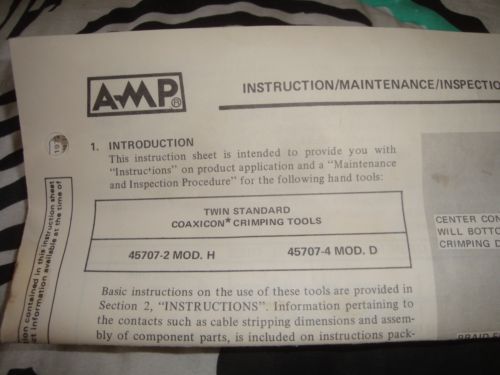 AMP®
INSTRUCTION/MAINTENANCE/INSPECTIO
1. INTRODUCTION
This instruction sheet is intended to provide you with
"Instructions" on product application and a "Maintenance
and Inspection Procedure" for the following hand tools:
TWIN STANDARD
COAXICON® CRIMPING TOOLS
45707-2 MOD. H 45707-4 MOD. D
Basic instructions on the use of these tools are provided in
Section 2, "INSTRUCTIONS". Information pertaining to
the contacts such as cable stripping dimensions and assem-
bly of component parts, is included on instructions pack-
CENTER CON
WILL BOTTO
CRIMPING D
tion contained in this instruction sheet
st information available at the time of